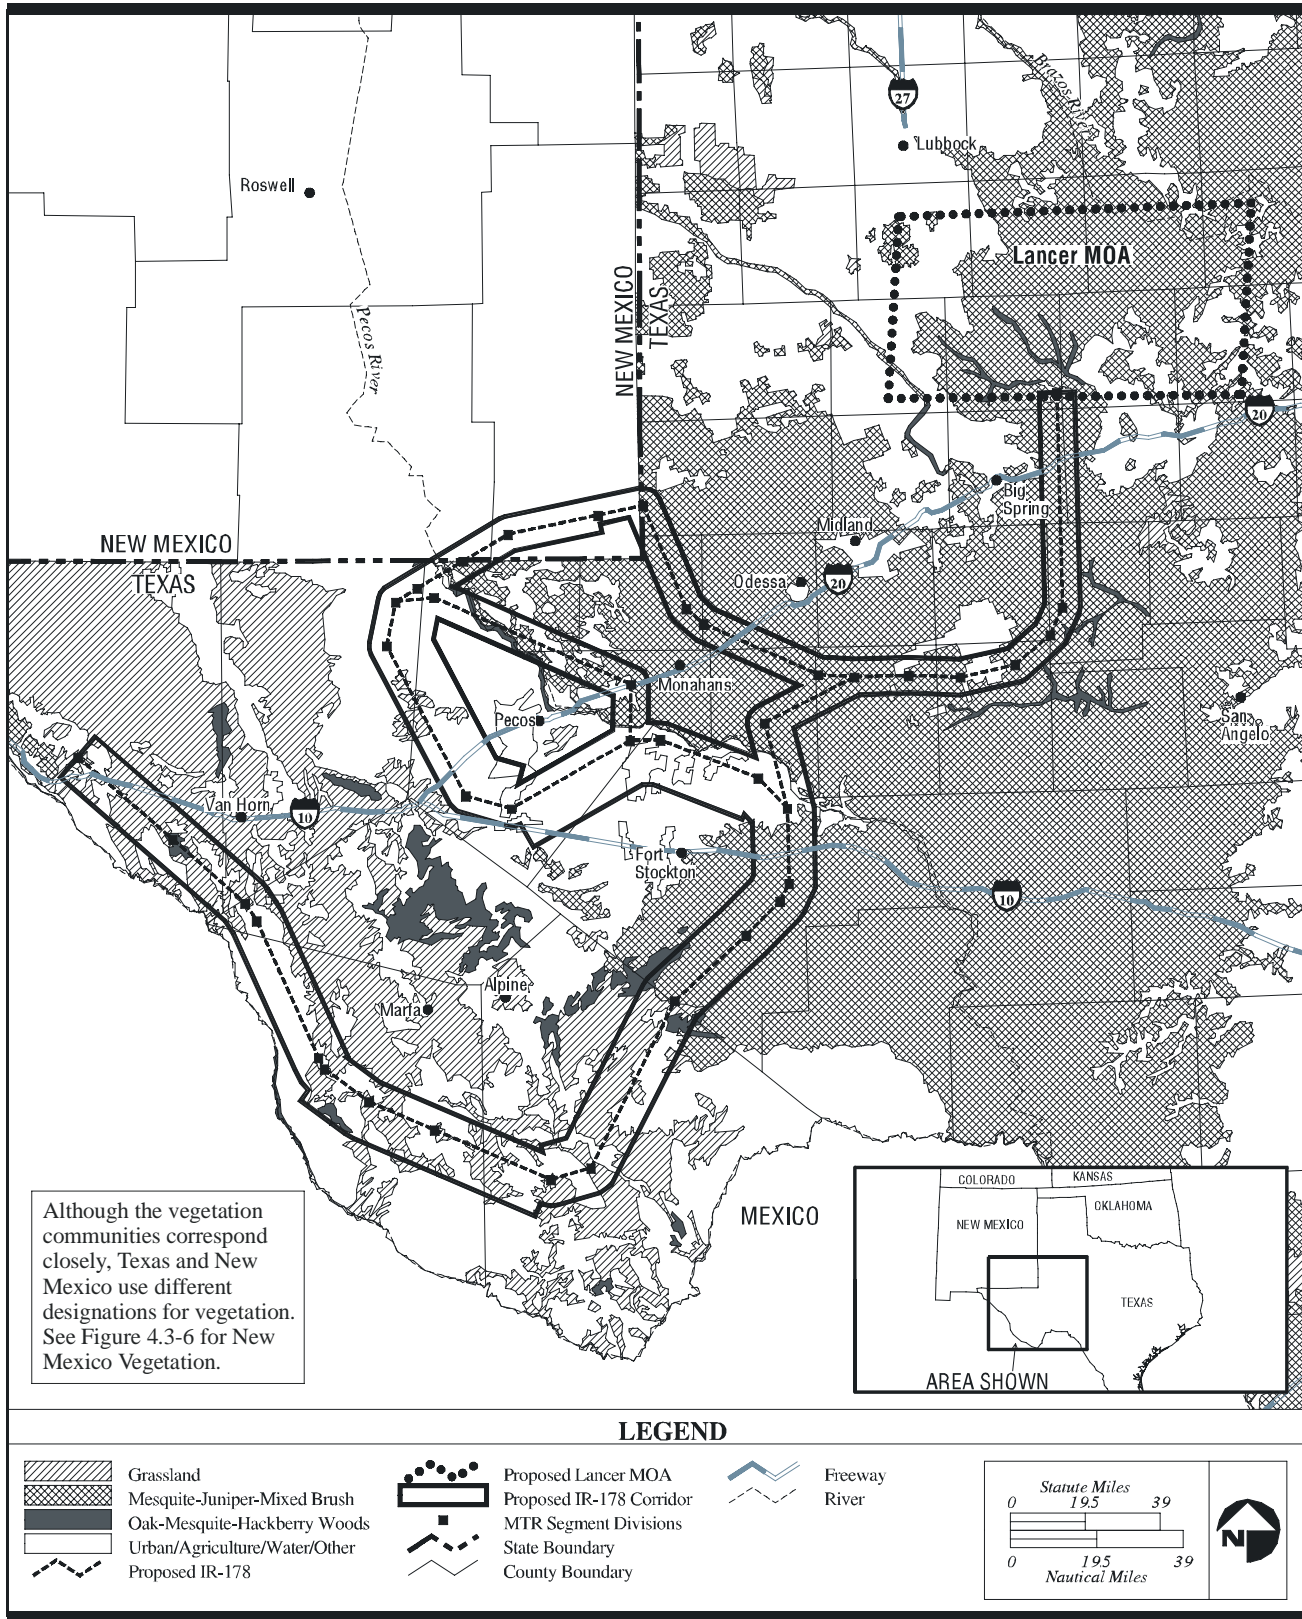 27
Lubbock
Brazos River
Roswell
Lancer MOA
NEW MEXICO
TEXAS
Pecos River
20
Big
Spring
Midland
NEW MEXICO
TEXAS
Odessa
20
Monahans
Pecos
San
Angelo
Van Horn
10
Fort
Stockton
10
Alpine
Marfa
MEXICO
Although the vegetation
communities correspond
closely, Texas and New
Mexico use different
designations for vegetation.
See Figure 4.3-6 for New
Mexico Vegetation.
COLORADO
KANSAS
OKLAHOMA
NEW MEXICO
TEXAS
AREA SHOWN
LEGEND
Grassland
Mesquite-Juniper-Mixed Brush
Oak-Mesquite-Hackberry Woods
Urban/Agriculture/Water/Other
Proposed IR-178
Proposed Lancer MOA
Proposed IR-178 Corridor
MTR Segment Divisions
State Boundary
County Boundary
Freeway
River
Statute Miles
0 19.5 39
0 19.5 39
Nautical Miles
N